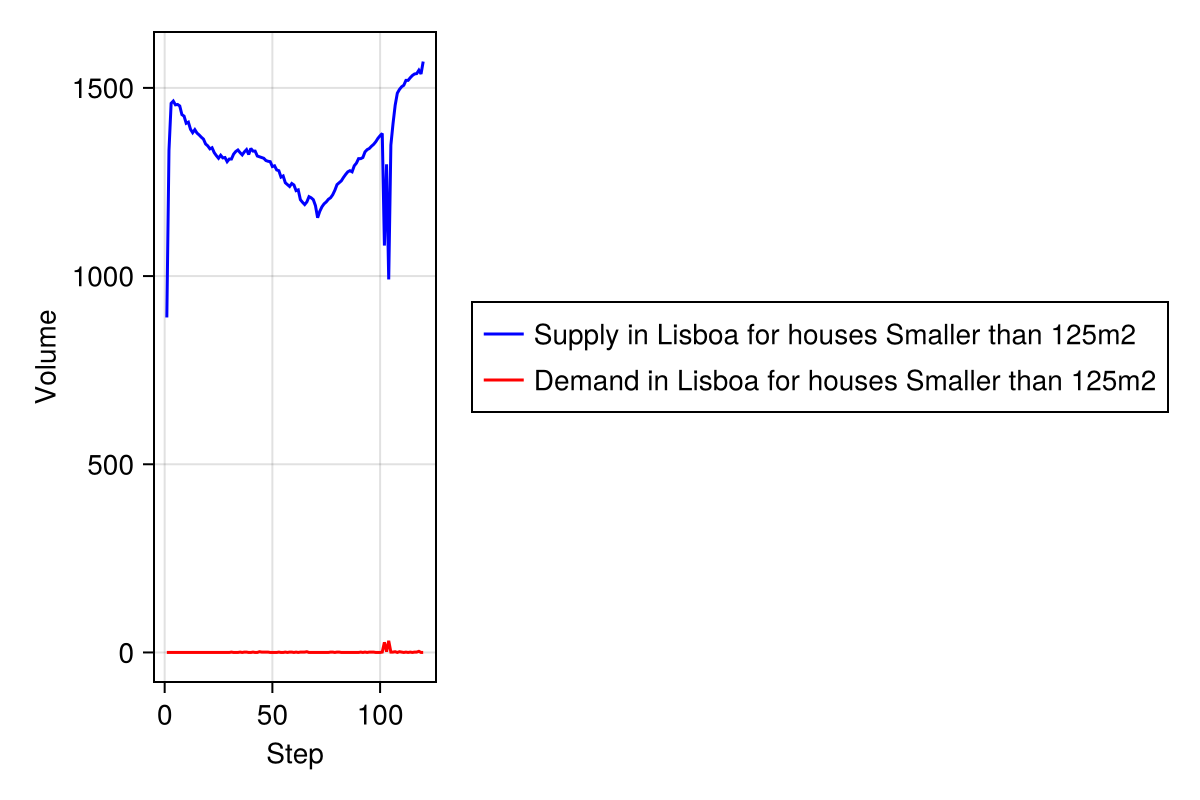 1500
1000
500
0
Volume
0 50 100
Step
Supply in Lisboa for houses Smaller than 125m2
Demand in Lisboa for houses Smaller than 125m2